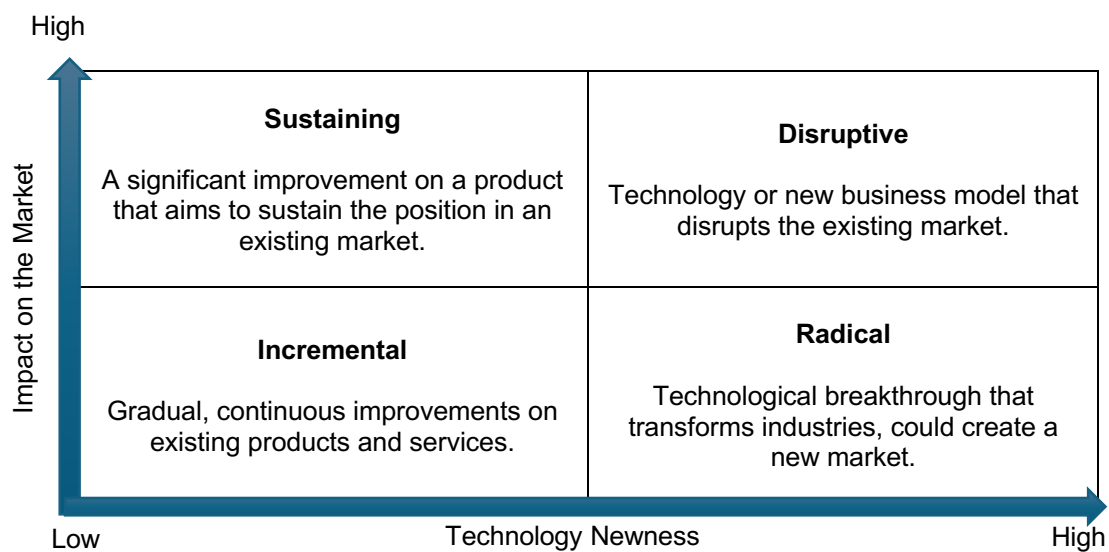 High
Impact on the Market
Sustaining
A significant improvement on a product
that aims to sustain the position in an
existing market.
Disruptive
Technology or new business model that
disrupts the existing market.
Incremental
Gradual, continuous improvements on
existing products and services.
Radical
Technological breakthrough that
transforms industries, could create a
new market.
Low
Technology Newness
High